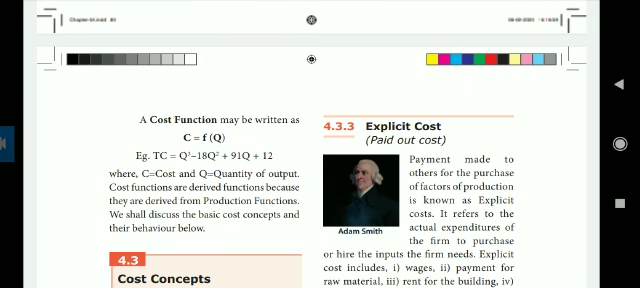 Chapter-04.indd 80
A Cost Function may be written as
C = f (Q)
Eg. TC = Q³–18Q² + 91Q + 12
where, C=Cost and Q=Quantity of output.
Cost functions are derived functions because
they are derived from Production Functions.
We shall discuss the basic cost concepts and
their behaviour below.
4.3
Cost Concepts
4.3.3 Explicit Cost
(Paid out cost)
Payment made to
others for the purchase
of factors of production
is known as Explicit
costs. It refers to the
actual expenditures of
the firm to purchase
Adam Smith
or hire the inputs the firm needs. Explicit
cost includes, i) wages, ii) payment for
raw material, iii) rent for the building, iv)